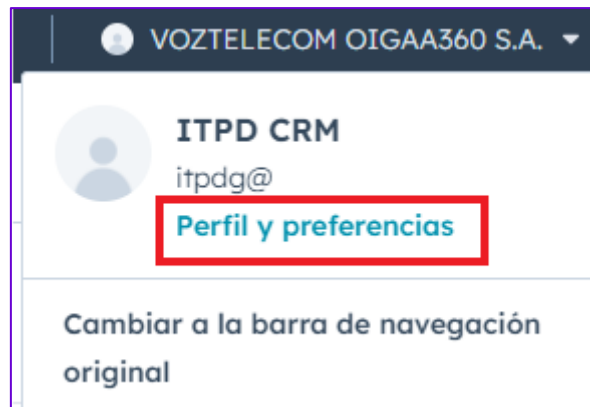 VOZTELECOM OIGAA360 S.A.
ITPD CRM
itpdg@
Perfil y preferencias
Cambiar a la barra de navegación
original